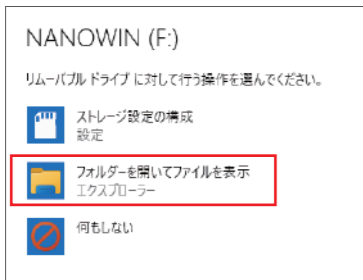 NANOWIN (F:)
リムーバブル ドライブ に対して行う操作を選んでください。
ストレージ設定の構成
設定
フォルダーを開いてファイルを表示
エクスプローラー
何もしない